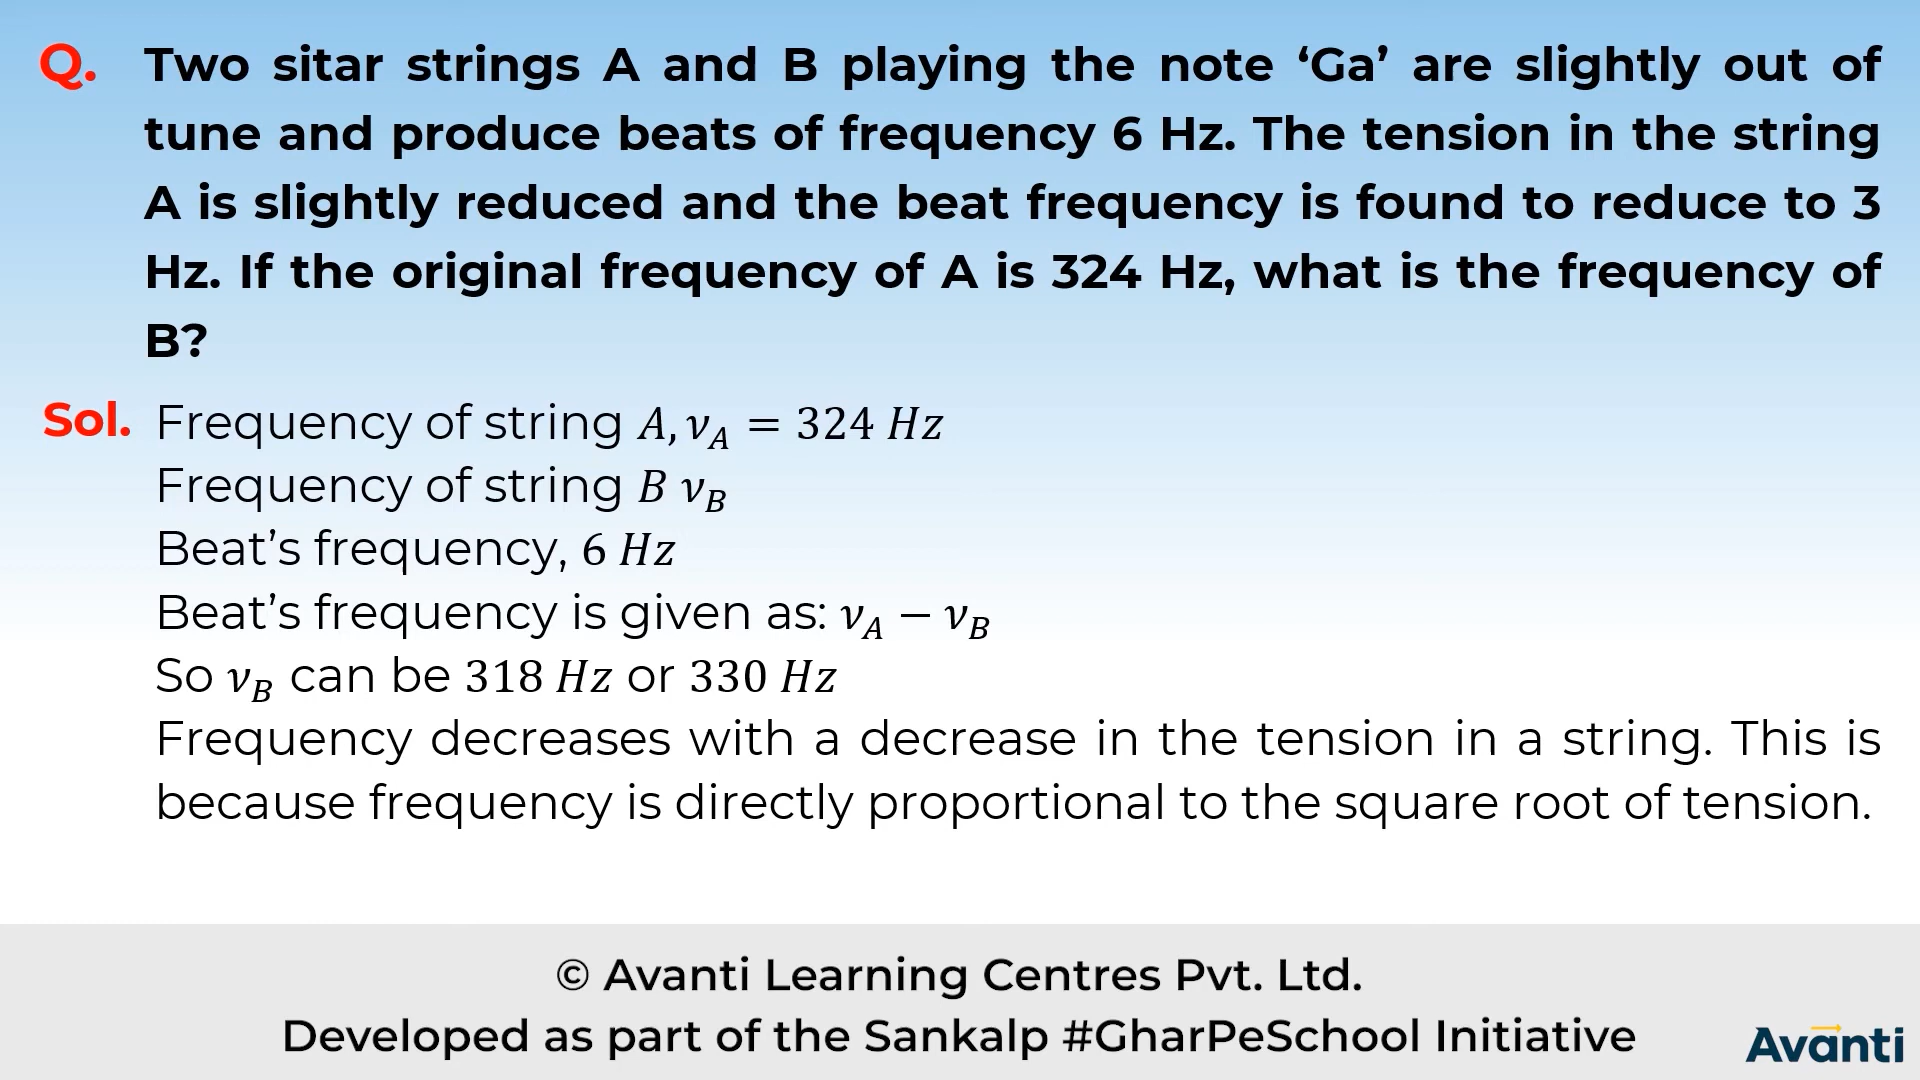 Q. Two sitar strings A and B playing the note ‘Ga’ are slightly out of
tune and produce beats of frequency 6 Hz. The tension in the string
A is slightly reduced and the beat frequency is found to reduce to 3
Hz. If the original frequency of A is 324 Hz, what is the frequency of
B?
Sol. Frequency of string A, ν_A = 324 Hz
Frequency of string B ν_B
Beat’s frequency, 6 Hz
Beat’s frequency is given as: ν_A − ν_B
So ν_B can be 318 Hz or 330 Hz
Frequency decreases with a decrease in the tension in a string. This is
because frequency is directly proportional to the square root of tension.
© Avanti Learning Centres Pvt. Ltd.
Developed as part of the Sankalp #GharPeSchool Initiative
Avanti